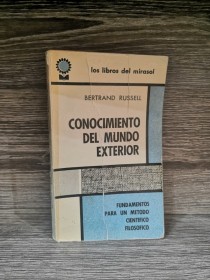 los libros del mirasol
BERTRAND RUSSELL
CONOCIMIENTO
DEL MUNDO
EXTERIOR
FUNDAMENTOS
PARA UN METODO
CIENTIFICO
FILOSOFICO